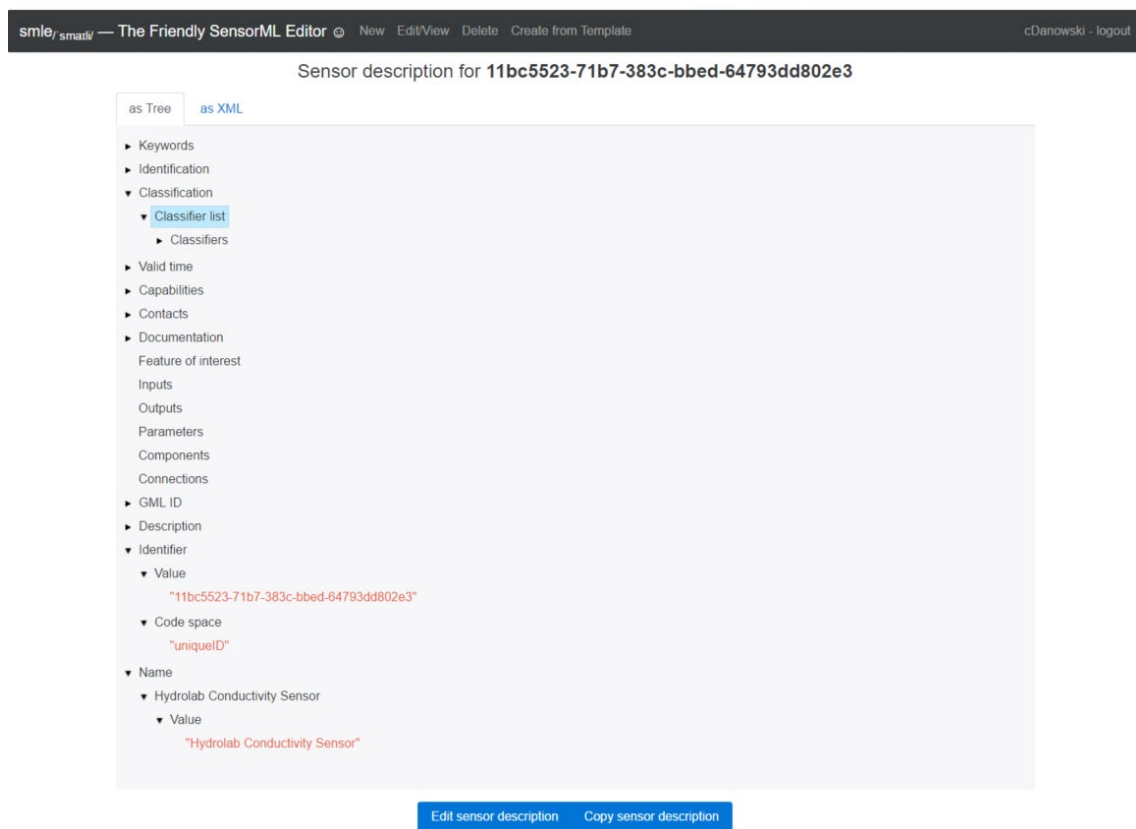 smle/ˈsmaɪli/ — The Friendly SensorML Editor ☺ New Edit/View Delete Create from Template cDanowski - logout
Sensor description for 11bc5523-71b7-383c-bbed-64793dd802e3
as Tree as XML
Keywords
Identification
Classification
Classifier list
Classifiers
Valid time
Capabilities
Contacts
Documentation
Feature of interest
Inputs
Outputs
Parameters
Components
Connections
GML ID
Description
Identifier
Value
"11bc5523-71b7-383c-bbed-64793dd802e3"
Code space
"uniqueID"
Name
Hydrolab Conductivity Sensor
Value
"Hydrolab Conductivity Sensor"
Edit sensor description Copy sensor description